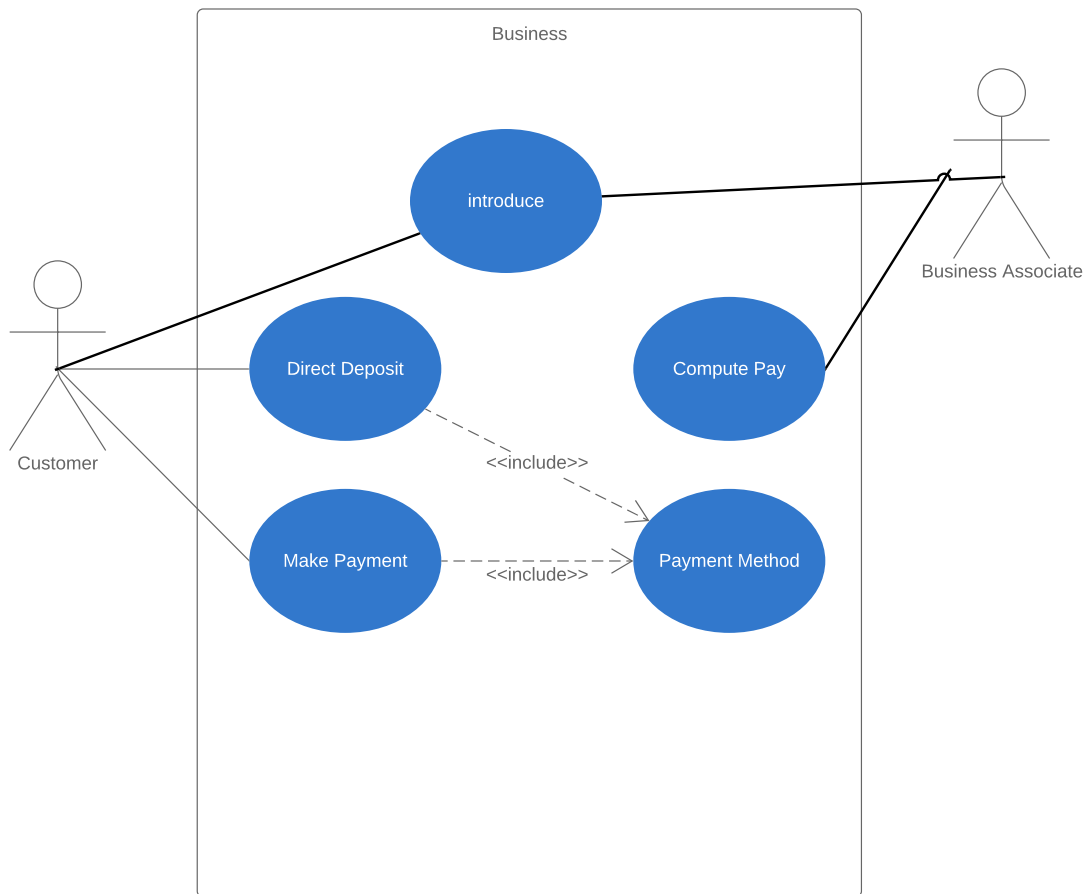 Business
introduce
Business Associate
Direct Deposit
Compute Pay
Customer
<<include>>
Make Payment
Payment Method
<<include>>